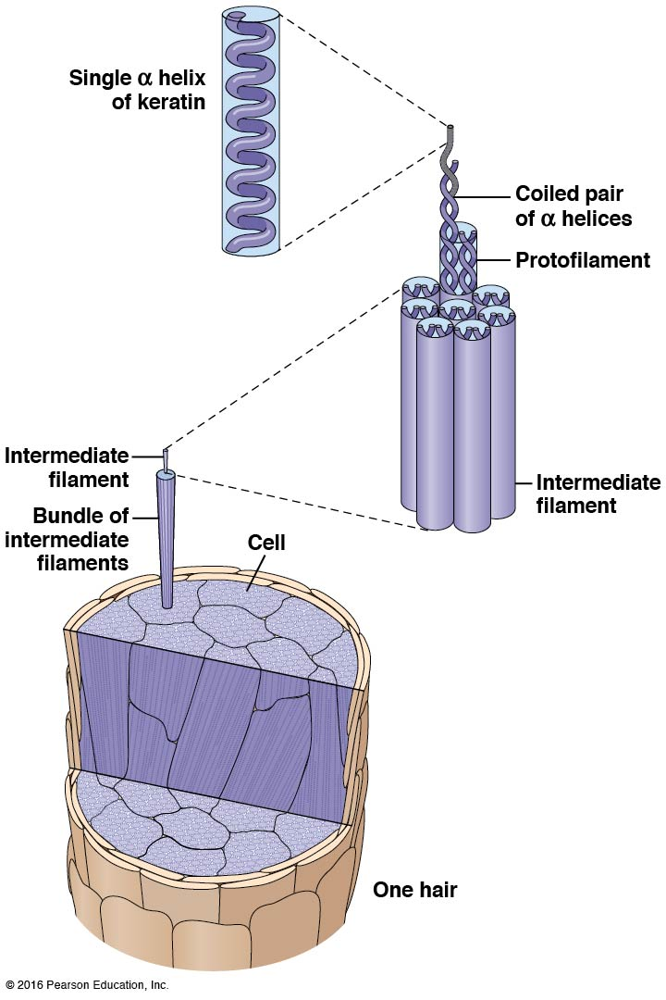 Single α helix
of keratin
Coiled pair
of α helices
Protofilament
Intermediate
filament
Intermediate
filament
Bundle of
intermediate
filaments
Cell
One hair
© 2016 Pearson Education, Inc.